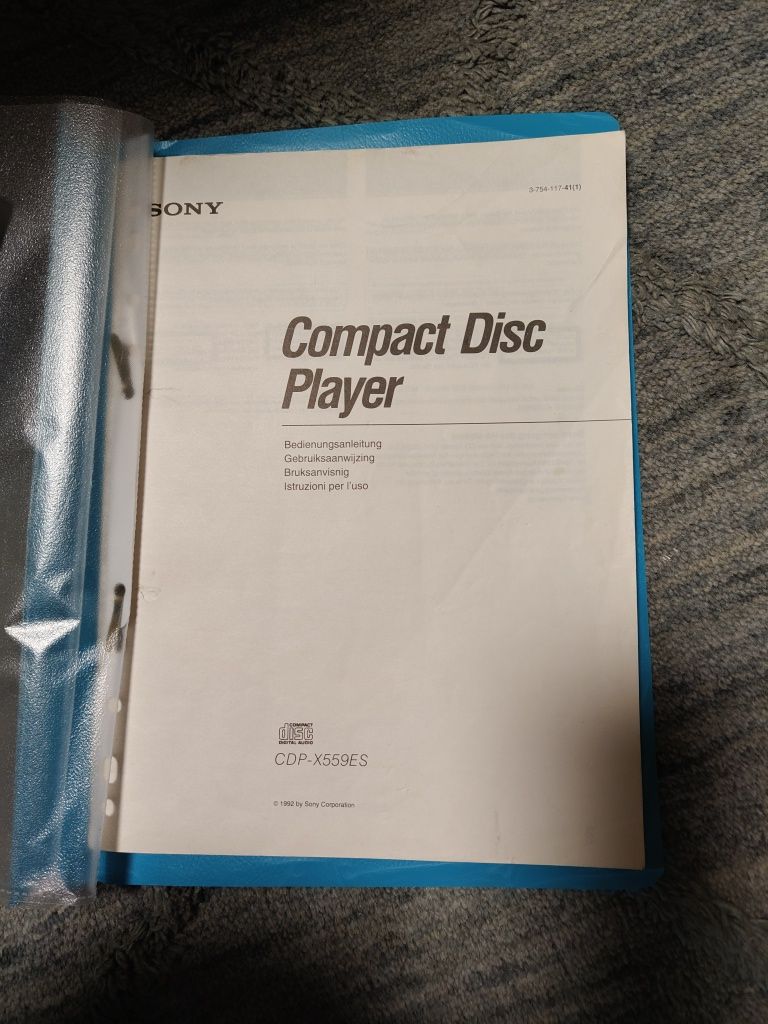 3-754-117-41(1)
SONY
Compact Disc
Player
Bedienungsanleitung
Gebruiksaanwijzing
Bruksanvisnig
Istruzioni per l'uso
COMPACT
disc
DIGITAL AUDIO
CDP-X559ES
© 1992 by Sony Corporation